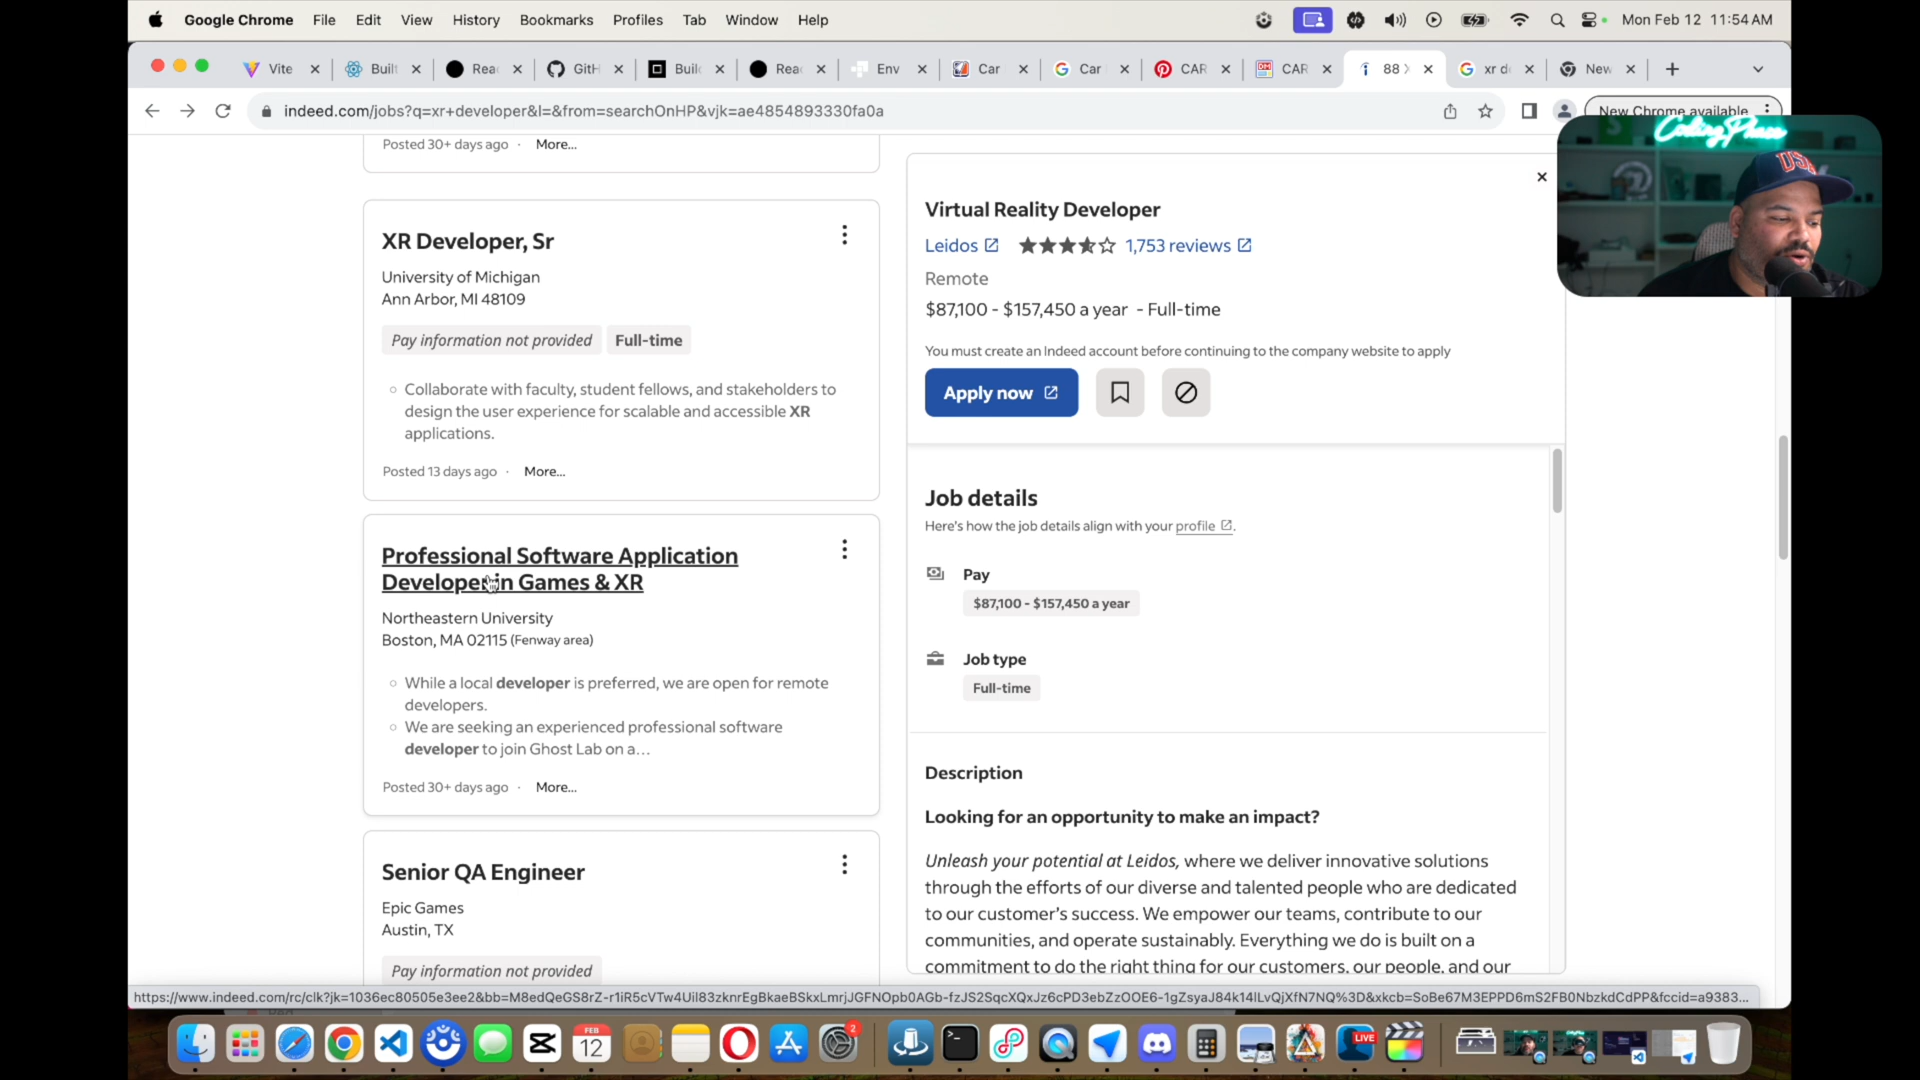 Google Chrome File Edit View History Bookmarks Profiles Tab Window Help
Mon Feb 12 11:54 AM
Vite Built Reac GitH Builc Reac Env Car Car CAR CAR 88 xr d New
indeed.com/jobs?q=xr+developer&l=&from=searchOnHP&vjk=ae4854893330fa0a
New Chrome available
Coding Phase
Posted 30+ days ago · More...
XR Developer, Sr
University of Michigan
Ann Arbor, MI 48109
Pay information not provided Full-time
Collaborate with faculty, student fellows, and stakeholders to
design the user experience for scalable and accessible XR
applications.
Posted 13 days ago · More...
Professional Software Application
Developer in Games & XR
Northeastern University
Boston, MA 02115 (Fenway area)
While a local developer is preferred, we are open for remote
developers.
We are seeking an experienced professional software
developer to join Ghost Lab on a…
Posted 30+ days ago · More...
Senior QA Engineer
Epic Games
Austin, TX
Pay information not provided
Virtual Reality Developer
Leidos 1,753 reviews
Remote
$87,100 - $157,450 a year - Full-time
You must create an Indeed account before continuing to the company website to apply
Apply now
Job details
Here's how the job details align with your profile.
Pay
$87,100 - $157,450 a year
Job type
Full-time
Description
Looking for an opportunity to make an impact?
Unleash your potential at Leidos, where we deliver innovative solutions
through the efforts of our diverse and talented people who are dedicated
to our customer's success. We empower our teams, contribute to our
communities, and operate sustainably. Everything we do is built on a
commitment to do the right thing for our customers, our people, and our
FEB
12
2
LIVE